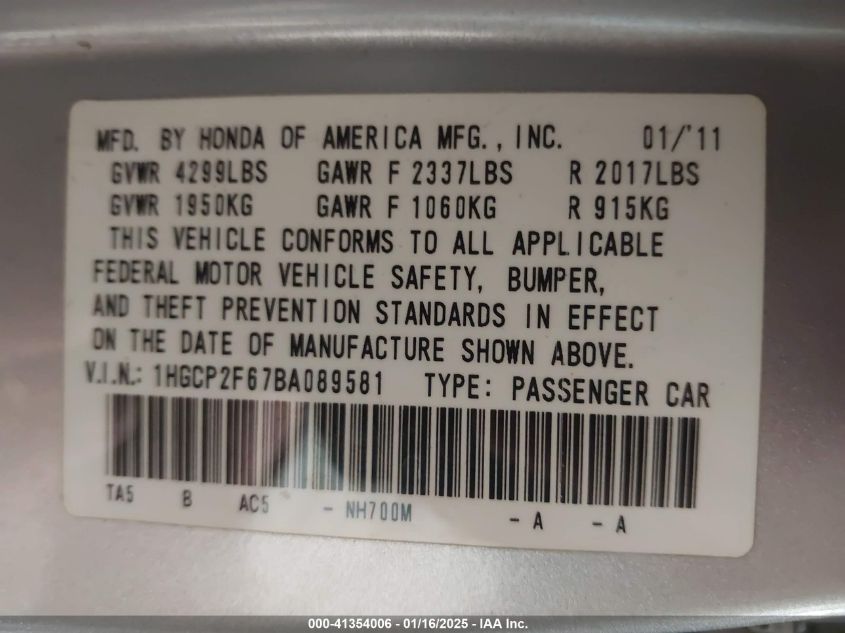 MFD. BY HONDA OF AMERICA MFG., INC. 01/'11
GVWR 4299LBS GAWR F 2337LBS R 2017LBS
GVWR 1950KG GAWR F 1060KG R 915KG
THIS VEHICLE CONFORMS TO ALL APPLICABLE
FEDERAL MOTOR VEHICLE SAFETY, BUMPER,
AND THEFT PREVENTION STANDARDS IN EFFECT
ON THE DATE OF MANUFACTURE SHOWN ABOVE.
V.I.N.: 1HGCP2F67BA089581 TYPE: PASSENGER CAR
TA5 B AC5 - NH700M - A - A
000-41354006 - 01/16/2025 - IAA Inc.